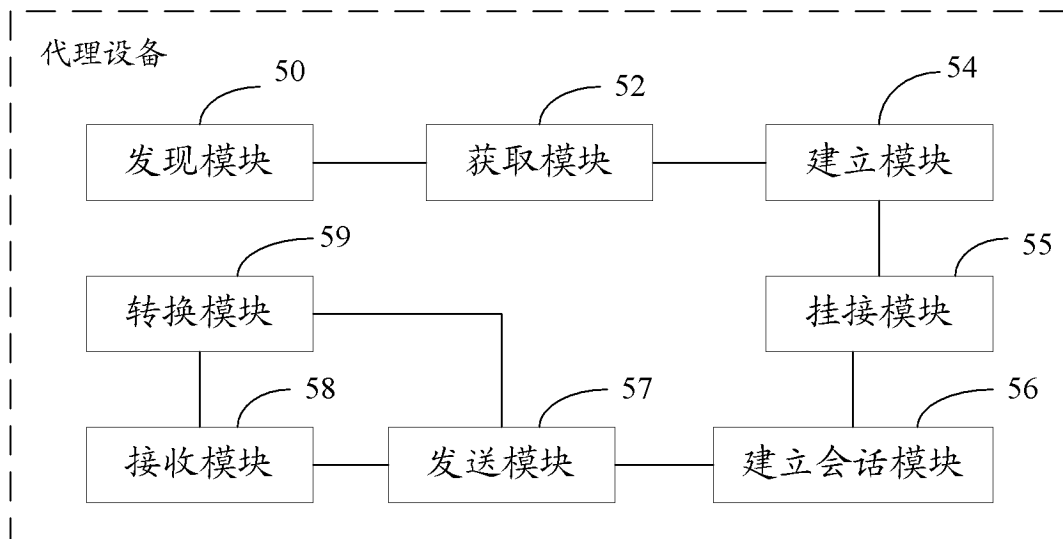 代理设备
50
52
54
发现模块
获取模块
建立模块
59
55
转换模块
挂接模块
58
57
56
接收模块
发送模块
建立会话模块